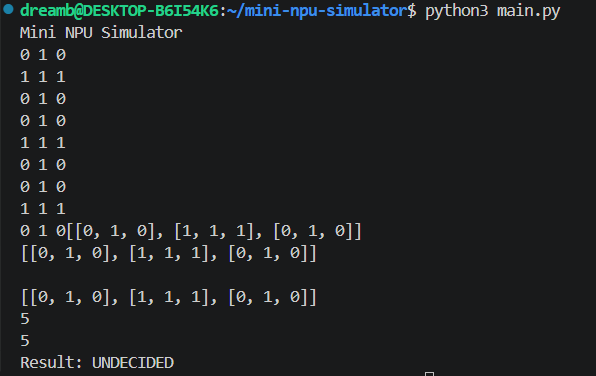 dreamb@DESKTOP-B6I54K6:~/mini-npu-simulator$ python3 main.py
Mini NPU Simulator
0 1 0
1 1 1
0 1 0
0 1 0
1 1 1
0 1 0
0 1 0
1 1 1
0 1 0[[0, 1, 0], [1, 1, 1], [0, 1, 0]]
[[0, 1, 0], [1, 1, 1], [0, 1, 0]]
[[0, 1, 0], [1, 1, 1], [0, 1, 0]]
5
5
Result: UNDECIDED